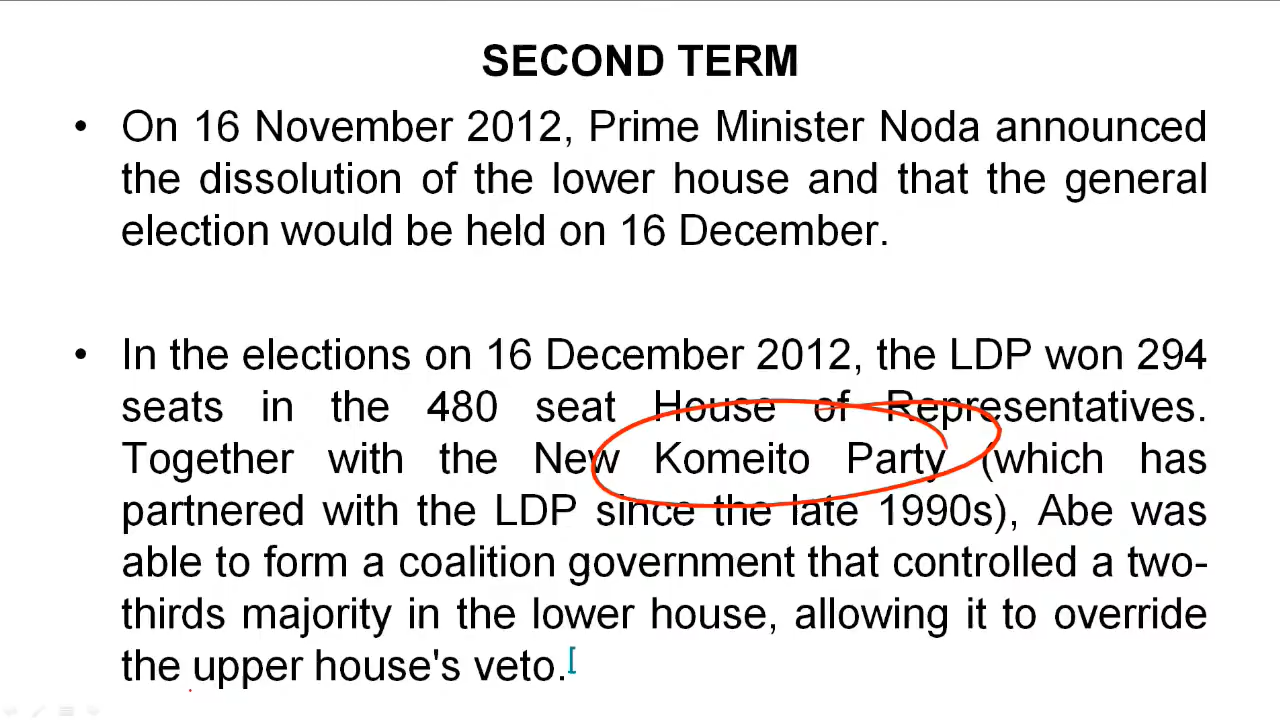 SECOND TERM
• On 16 November 2012, Prime Minister Noda announced
the dissolution of the lower house and that the general
election would be held on 16 December.
• In the elections on 16 December 2012, the LDP won 294
seats in the 480 seat House of Representatives.
Together with the New Komeito Party (which has
partnered with the LDP since the late 1990s), Abe was
able to form a coalition government that controlled a two-
thirds majority in the lower house, allowing it to override
the upper house's veto.[